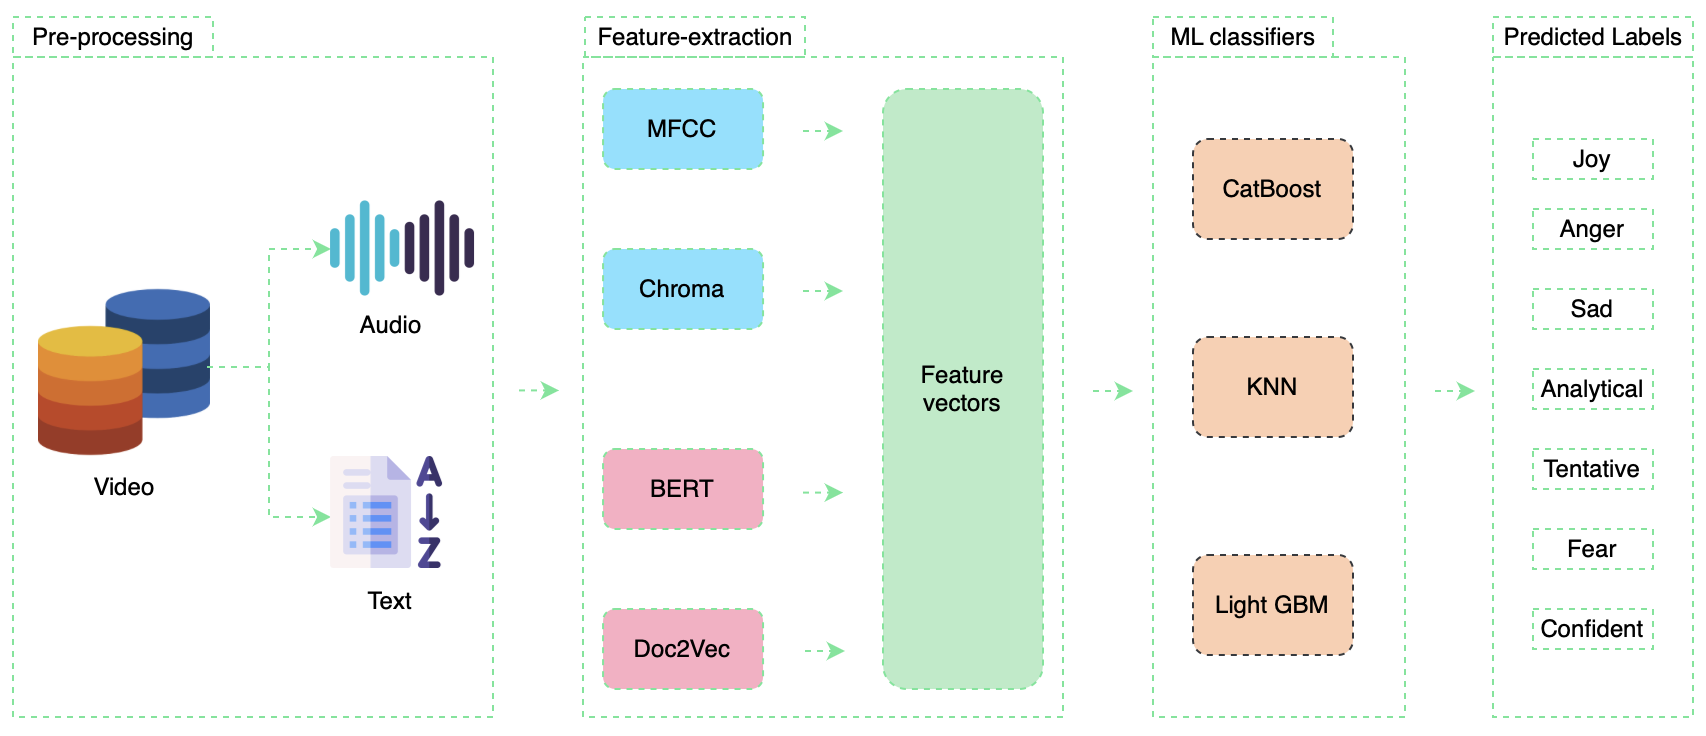 Pre-processing
Video
Audio
A
Z
Text
Feature-extraction
MFCC
Chroma
BERT
Doc2Vec
Feature
vectors
ML classifiers
CatBoost
KNN
Light GBM
Predicted Labels
Joy
Anger
Sad
Analytical
Tentative
Fear
Confident